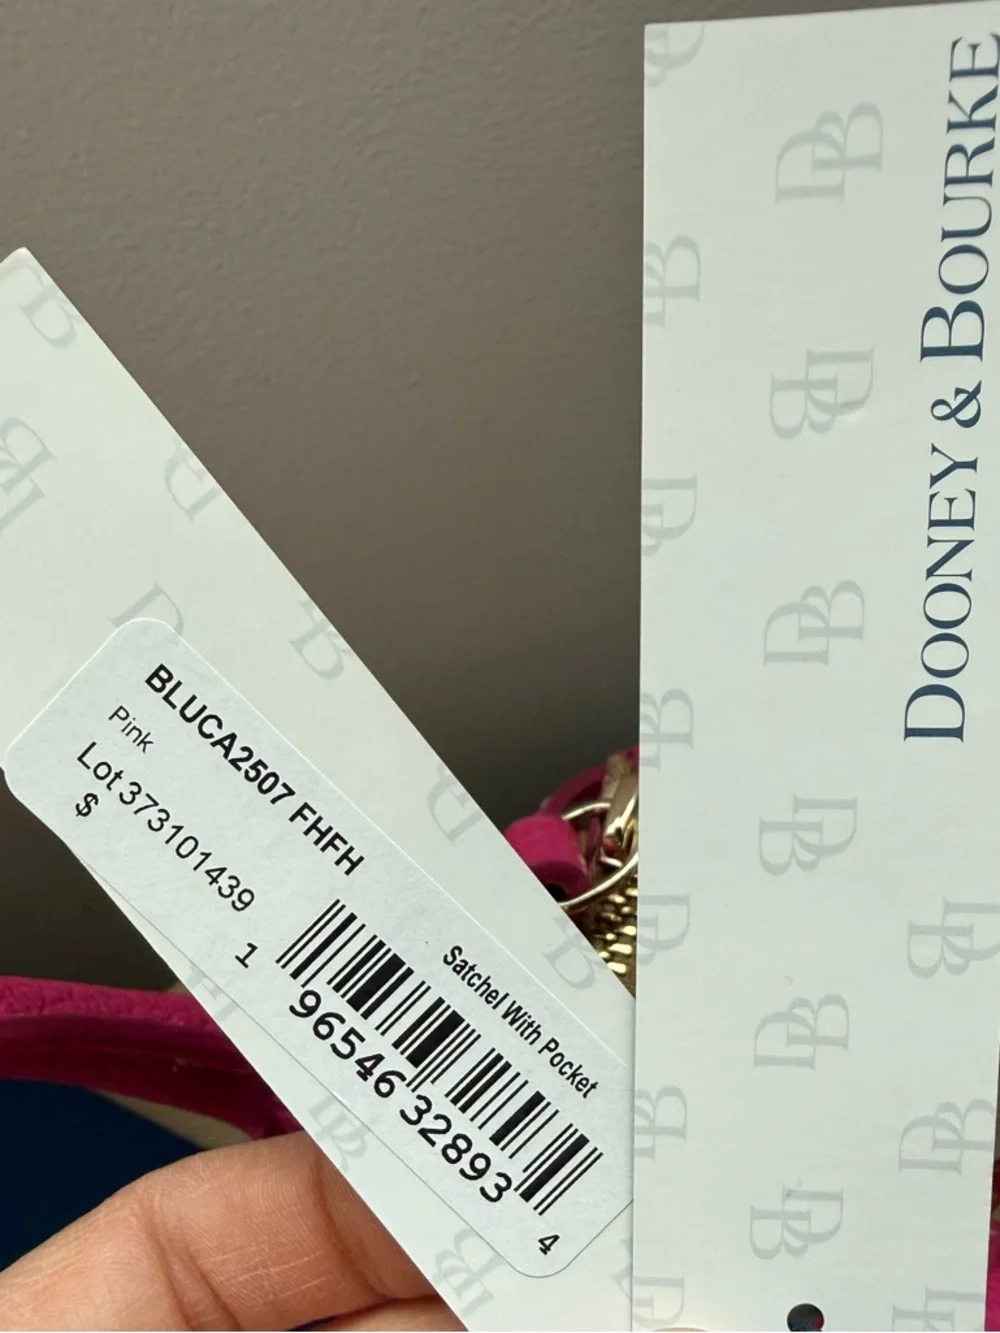 BLUCA2507 FHFH
Pink
Lot 373101439
$
Satchel With Pocket
1 96546 32893 4
DOONEY & BOURKE